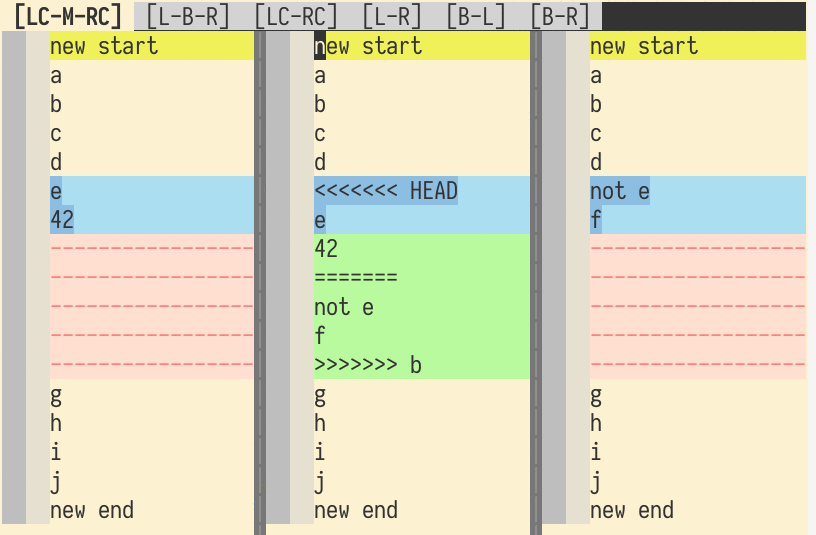 [LC-M-RC] [L-B-R] [LC-RC] [L-R] [B-L] [B-R]
new start
a
b
c
d
e
42
-----------------
-----------------
-----------------
-----------------
-----------------
g
h
i
j
new end
new start
a
b
c
d
<<<<<<< HEAD
e
42
=======
not e
f
>>>>>>> b
g
h
i
j
new end
new start
a
b
c
d
not e
f
------------------
------------------
------------------
------------------
------------------
g
h
i
j
new end